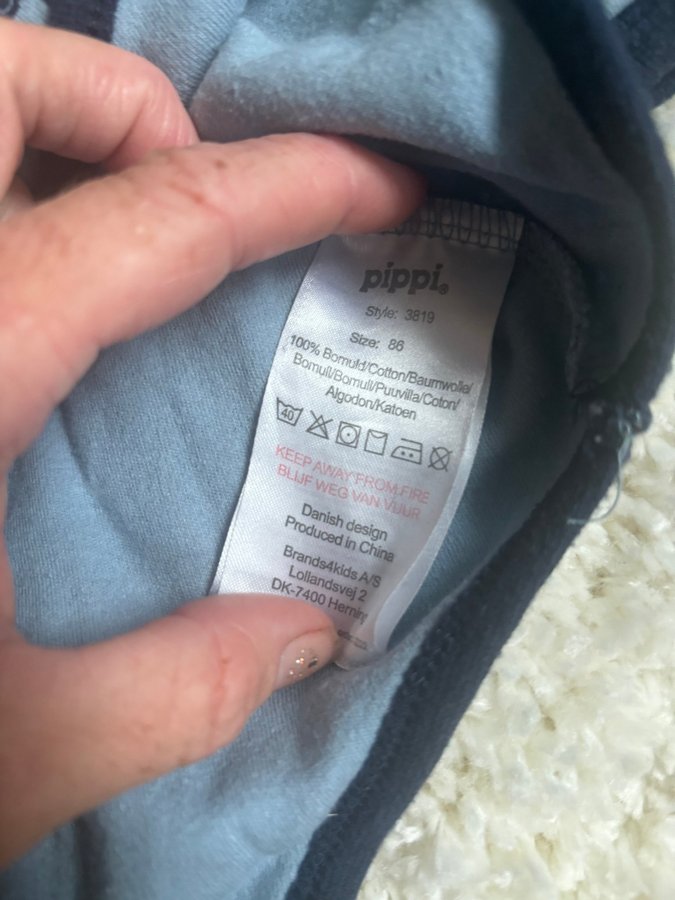 pippi®
Style: 3819
Size: 86
100% Bomuld/Cotton/Baumwolle/
Bomull/Bomuli/Puuvilla/Coton/
Algodon/Katoen
40
KEEP AWAY FROM FIRE
BLIJF WEG VAN VUUR
Danish design
Produced in China
Brands4kids A/S
Lollandsvej 2
DK-7400 Herning